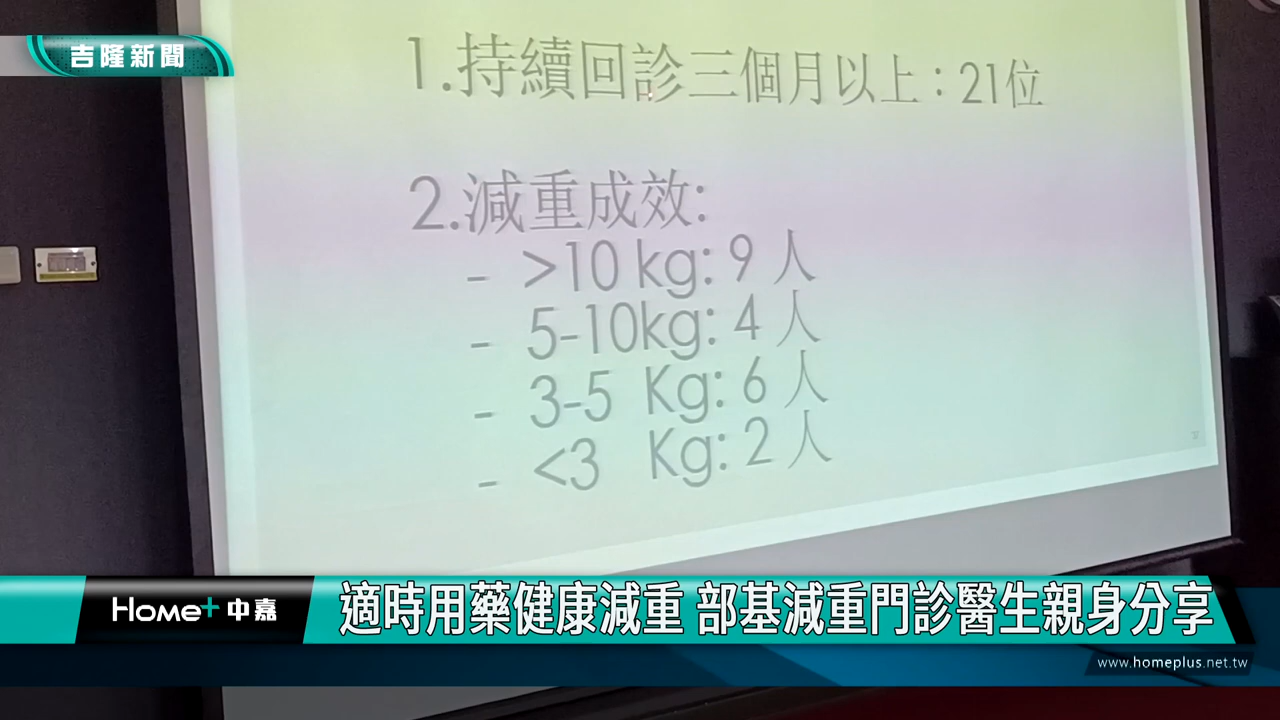 吉隆新聞
1.持續回診三個月以上：21位
2.減重成效:
- >10 kg: 9 人
- 5-10kg: 4 人
- 3-5 Kg: 6 人
- <3 Kg: 2 人
Home+ 中嘉
適時用藥健康減重 部基減重門診醫生親身分享
www.homeplus.net.tw